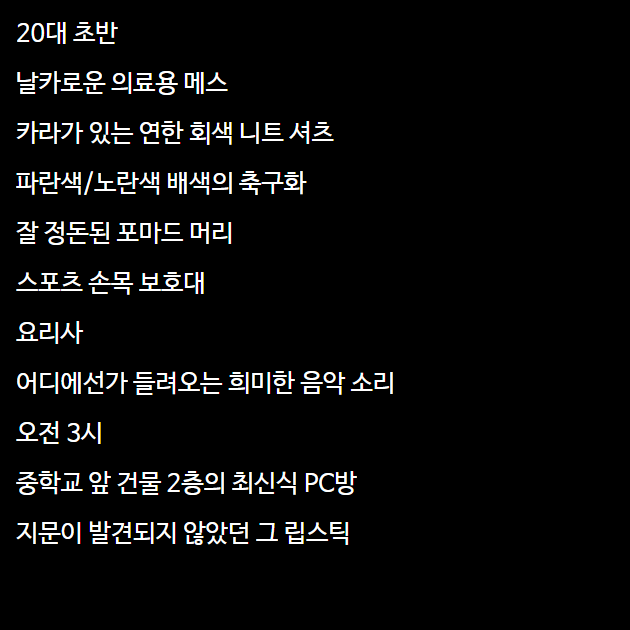 20대 초반
날카로운 의료용 메스
카라가 있는 연한 회색 니트 셔츠
파란색/노란색 배색의 축구화
잘 정돈된 포마드 머리
스포츠 손목 보호대
요리사
어디에선가 들려오는 희미한 음악 소리
오전 3시
중학교 앞 건물 2층의 최신식 PC방
지문이 발견되지 않았던 그 립스틱